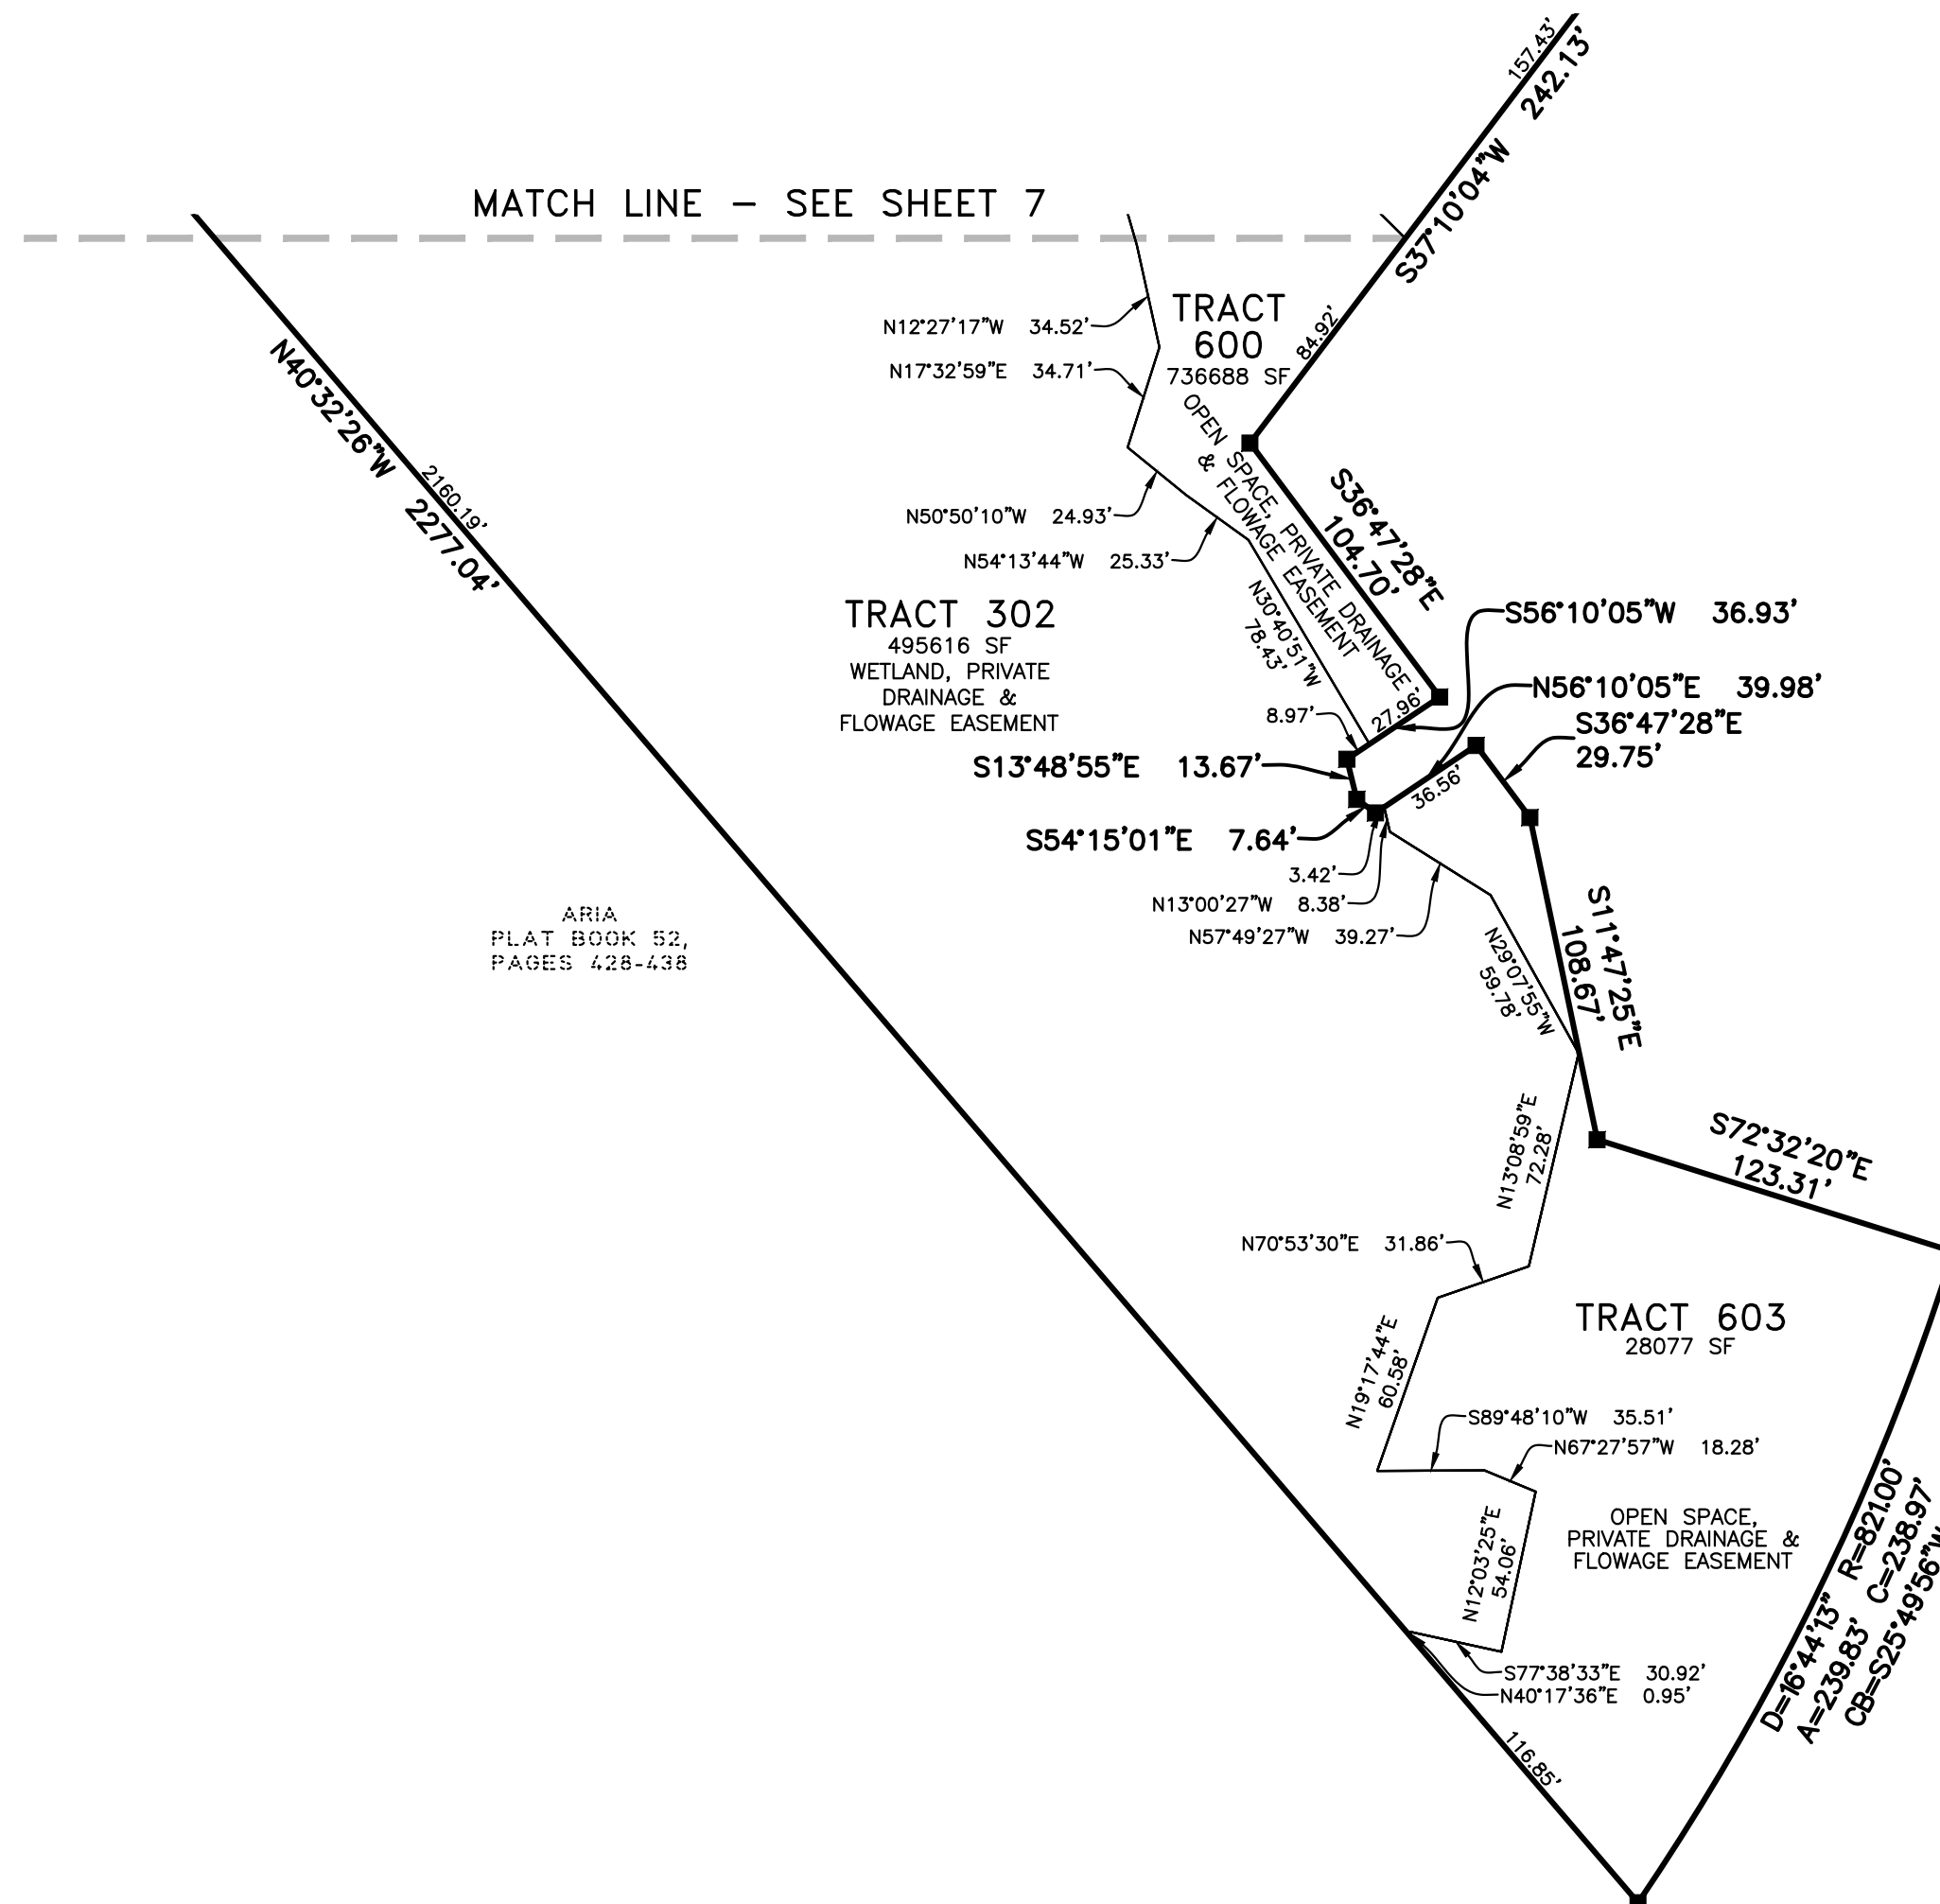 157.43'
S37°10'04"W 242.13'
MATCH LINE – SEE SHEET 7
84.92'
N12°27'17"W 34.52'
N17°32'59"E 34.71'
TRACT
600
736688 SF
OPEN SPACE, PRIVATE DRAINAGE
& FLOWAGE EASEMENT
N40°32'26"W 2277.04'
2160.19'
S36°47'28"E
104.70'
N50°50'10"W 24.93'
N54°13'44"W 25.33'
N30°40'51"W
78.43'
TRACT 302
495616 SF
WETLAND, PRIVATE
DRAINAGE &
FLOWAGE EASEMENT
S56°10'05"W 36.93'
N56°10'05"E 39.98'
S36°47'28"E
29.75'
27.96'
8.97'
S13°48'55"E 13.67'
36.56'
S54°15'01"E 7.64'
3.42'
N13°00'27"W 8.38'
N57°49'27"W 39.27'
N29°07'55"W
59.78'
S11°47'25"E
108.67'
ARIA
PLAT BOOK 52,
PAGES 428-438
S72°32'20"E
123.31'
N13°08'59"E
72.28'
N70°53'30"E 31.86'
TRACT 603
28077 SF
N19°17'44"E
60.58'
S89°48'10"W 35.51'
N67°27'57"W 18.28'
OPEN SPACE,
PRIVATE DRAINAGE &
FLOWAGE EASEMENT
N12°03'25"E
54.06'
S77°38'33"E 30.92'
N40°17'36"E 0.95'
116.85'
D=16°44'13" R=821.00'
A=239.83' C=238.97'
CB=S25°49'56"W